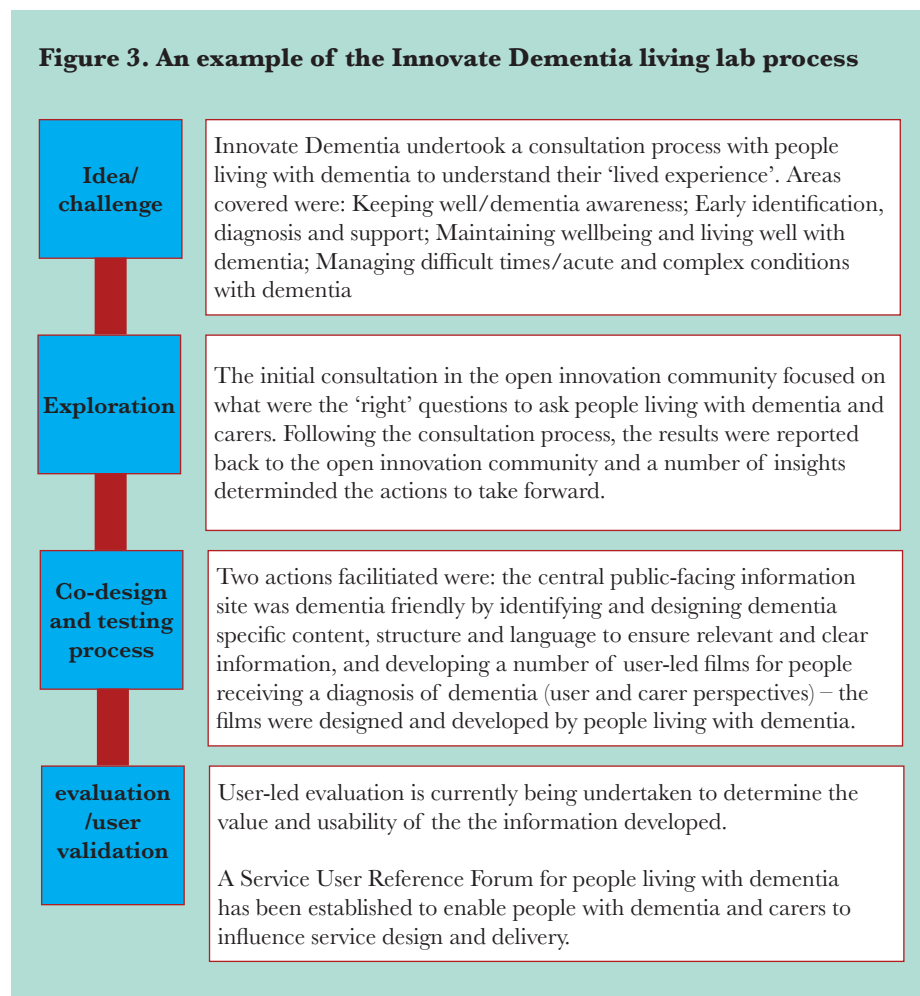 Figure 3. An example of the Innovate Dementia living lab process
Idea/
challenge
Innovate Dementia undertook a consultation process with people
living with dementia to understand their ‘lived experience’. Areas
covered were: Keeping well/dementia awareness; Early identification,
diagnosis and support; Maintaining wellbeing and living well with
dementia; Managing difficult times/acute and complex conditions
with dementia
Exploration
The initial consultation in the open innovation community focused on
what were the ‘right’ questions to ask people living with dementia and
carers. Following the consultation process, the results were reported
back to the open innovation community and a number of insights
determinded the actions to take forward.
Co-design
and testing
process
Two actions facilitiated were: the central public-facing information
site was dementia friendly by identifying and designing dementia
specific content, structure and language to ensure relevant and clear
information, and developing a number of user-led films for people
receiving a diagnosis of dementia (user and carer perspectives) – the
films were designed and developed by people living with dementia.
evaluation
/user
validation
User-led evaluation is currently being undertaken to determine the
value and usability of the the information developed.
A Service User Reference Forum for people living with dementia
has been established to enable people with dementia and carers to
influence service design and delivery.